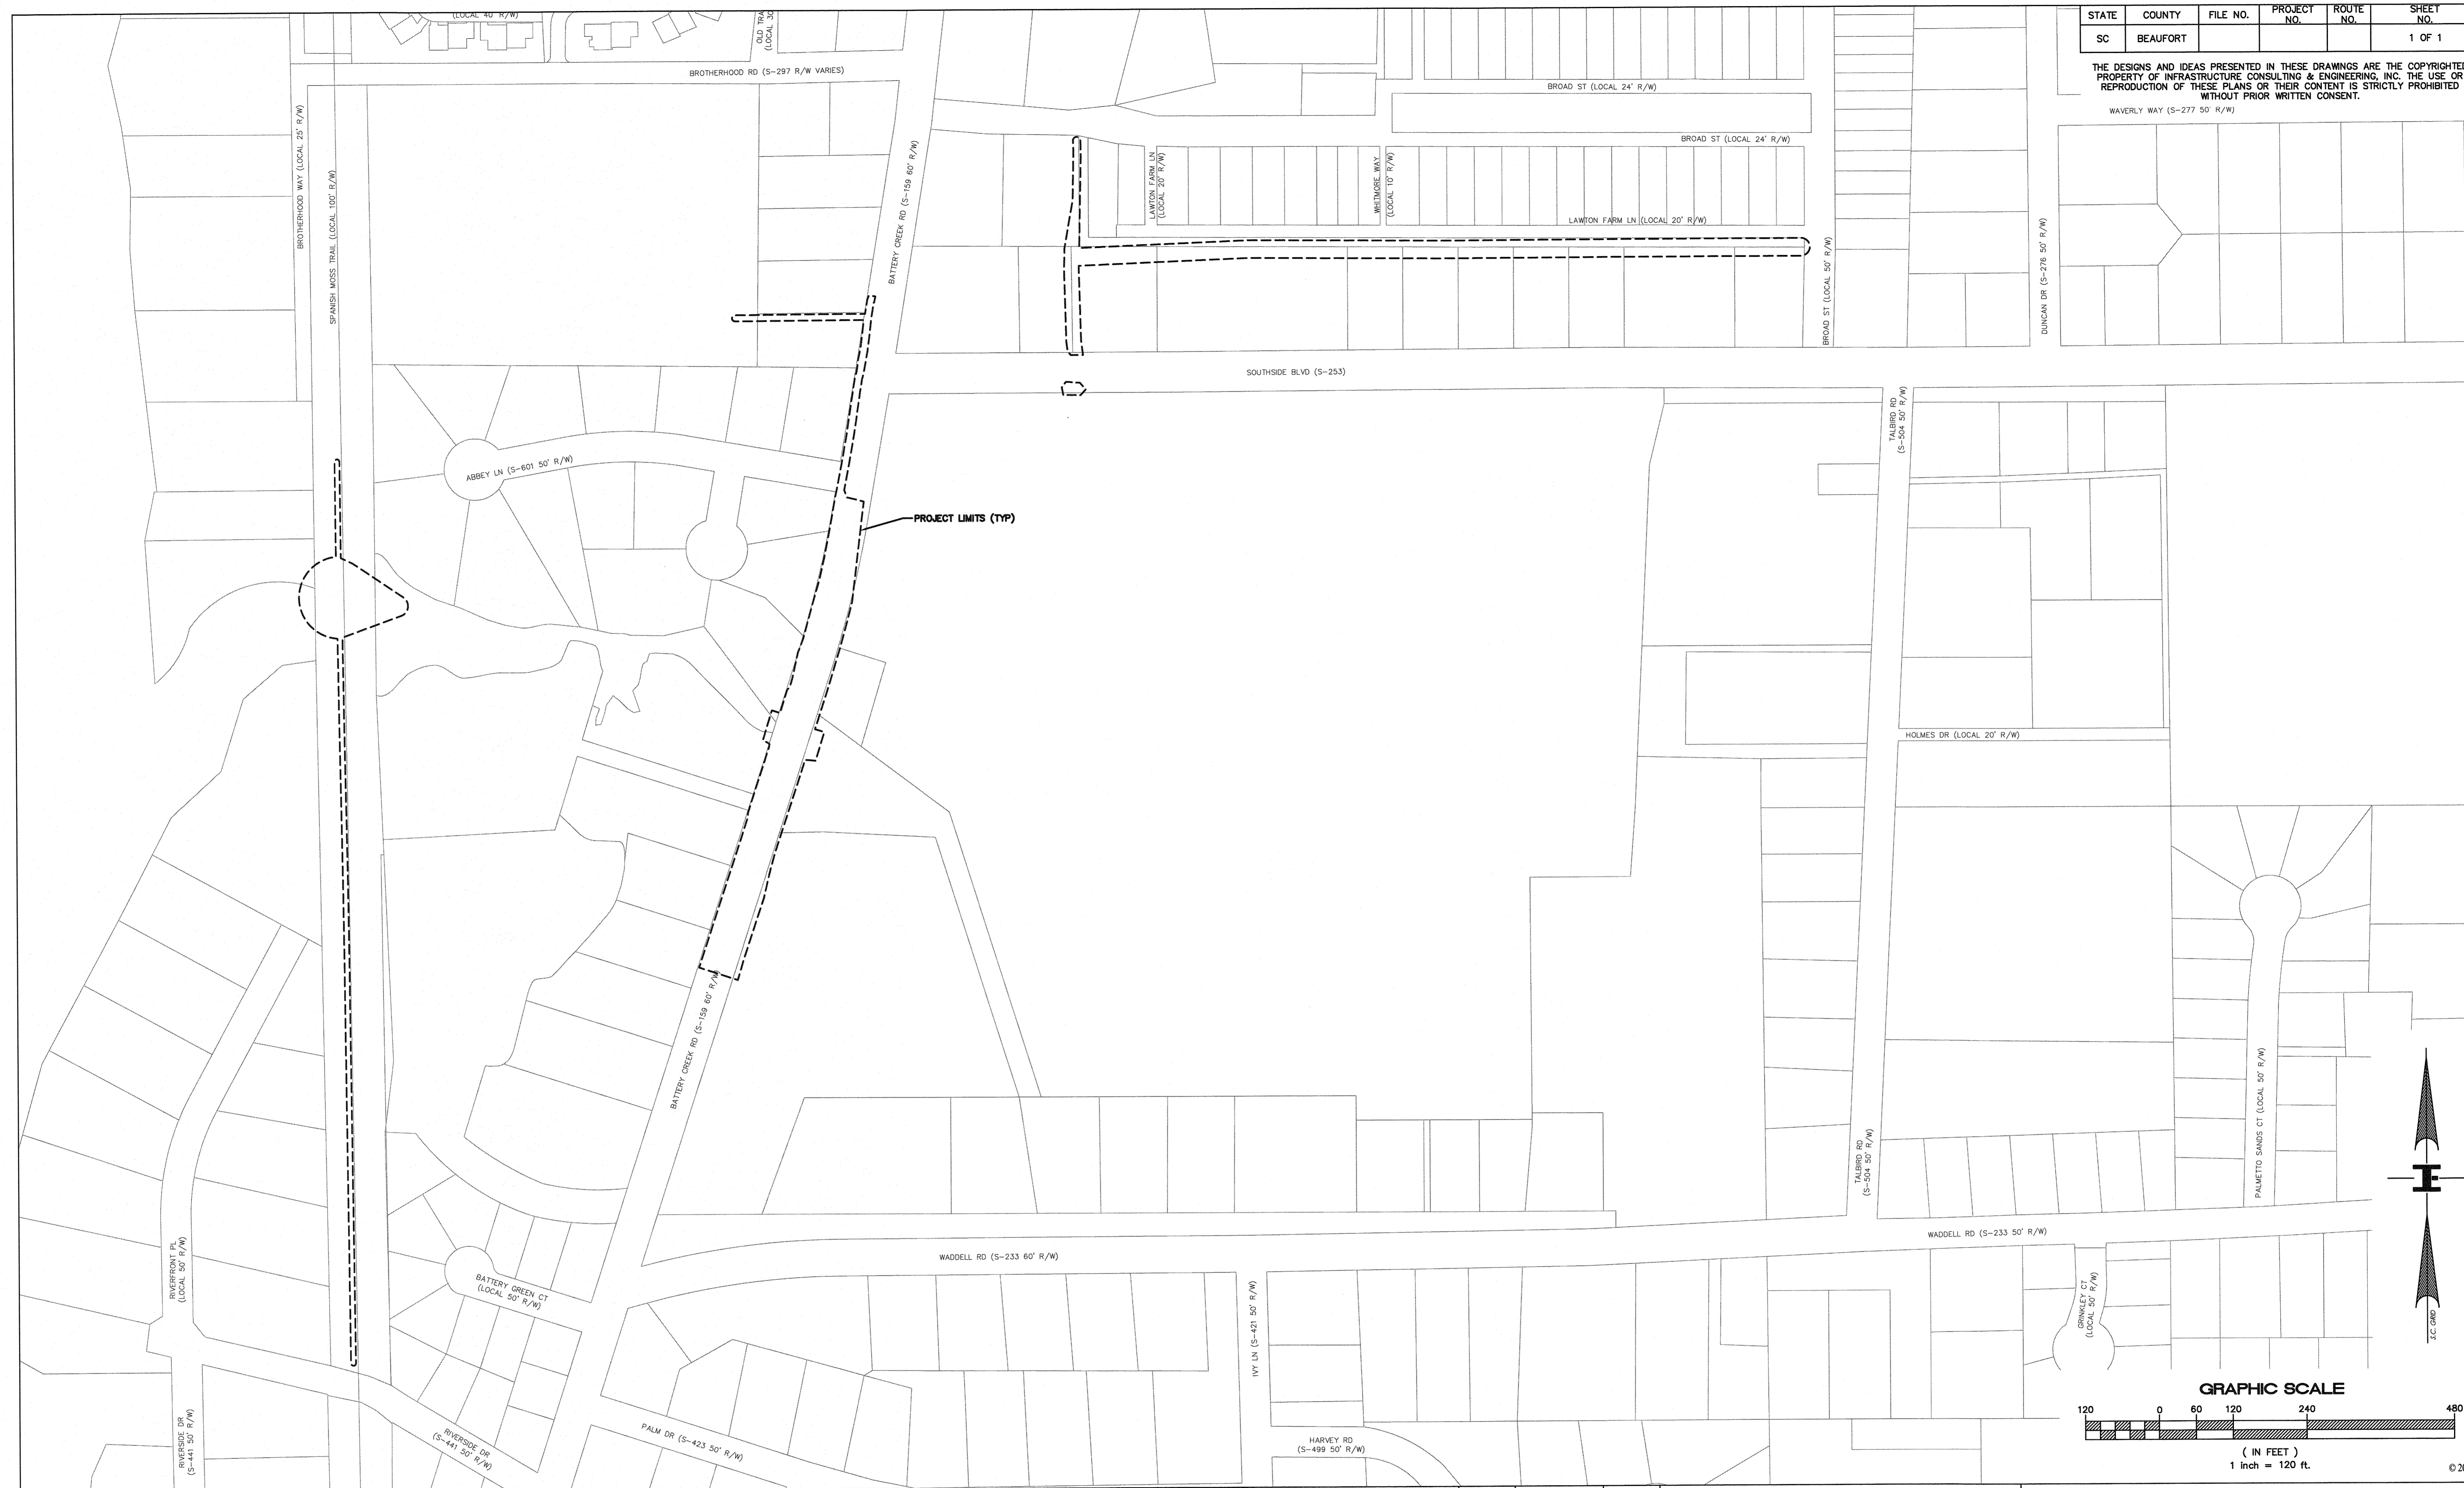 STATE COUNTY FILE NO. PROJECT NO. ROUTE NO. SHEET NO.
SC BEAUFORT 1 OF 1
THE DESIGNS AND IDEAS PRESENTED IN THESE DRAWINGS ARE THE COPYRIGHTED
PROPERTY OF INFRASTRUCTURE CONSULTING & ENGINEERING, INC. THE USE OR
REPRODUCTION OF THESE PLANS OR THEIR CONTENT IS STRICTLY PROHIBITED
WITHOUT PRIOR WRITTEN CONSENT.
(LOCAL 40' R/W)
OLD
(LOCAL
BROTHERHOOD RD (S-297 R/W VARIES)
BROAD ST (LOCAL 24' R/W)
WAVERLY WAY (S-277 50' R/W)
BROAD ST (LOCAL 24' R/W)
BROTHERHOOD WAY (LOCAL 25' R/W)
SPANISH MOSS TRAIL (LOCAL 100' R/W)
BATTERY CREEK RD (S-159 60' R/W)
LAWTON FARM LN
(LOCAL 20' R/W)
WHITMORE WAY
(LOCAL 10' R/W)
LAWTON FARM LN (LOCAL 20' R/W)
BROAD ST (LOCAL 50' R/W)
DUNCAN DR (S-276 50' R/W)
SOUTHSIDE BLVD (S-253)
TALBIRD RD
(S-504 50' R/W)
ABBEY LN (S-601 50' R/W)
PROJECT LIMITS (TYP)
HOLMES DR (LOCAL 20' R/W)
BATTERY CREEK RD (S-159 60' R/W)
PALMETTO SANDS CT (LOCAL 50' R/W)
TALBIRD RD
(S-504 50' R/W)
WADDELL RD (S-233 60' R/W)
WADDELL RD (S-233 50' R/W)
RIVERFRONT PL
(LOCAL 50' R/W)
BATTERY GREEN CT
(LOCAL 50' R/W)
IVY LN (S-421 50' R/W)
GRINKLEY CT
(LOCAL 50' R/W)
S.C. GRID
RIVERSIDE DR
(S-441 50' R/W)
RIVERSIDE DR
(S-441 50' R/W)
PALM DR (S-423 50' R/W)
HARVEY RD
(S-499 50' R/W)
GRAPHIC SCALE
120 0 60 120 240 480
( IN FEET )
1 inch = 120 ft.
©